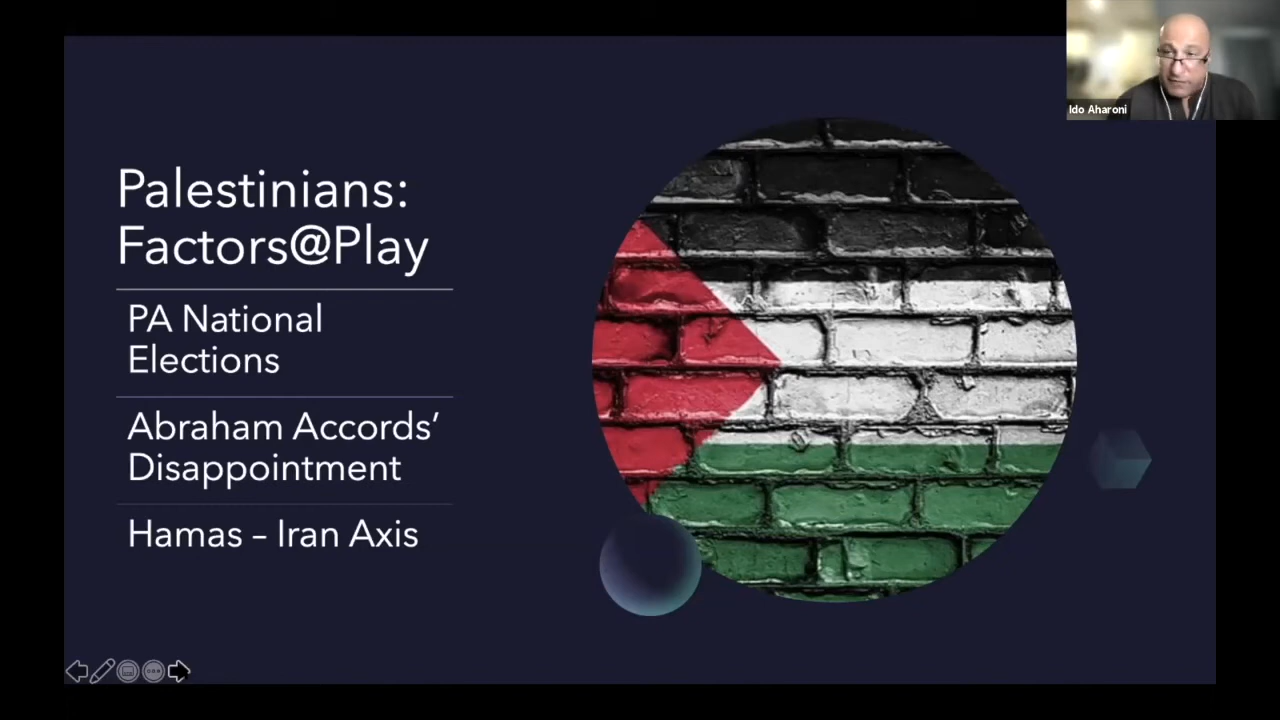 Ido Aharoni
Palestinians:
Factors@Play
PA National
Elections
Abraham Accords’
Disappointment
Hamas – Iran Axis